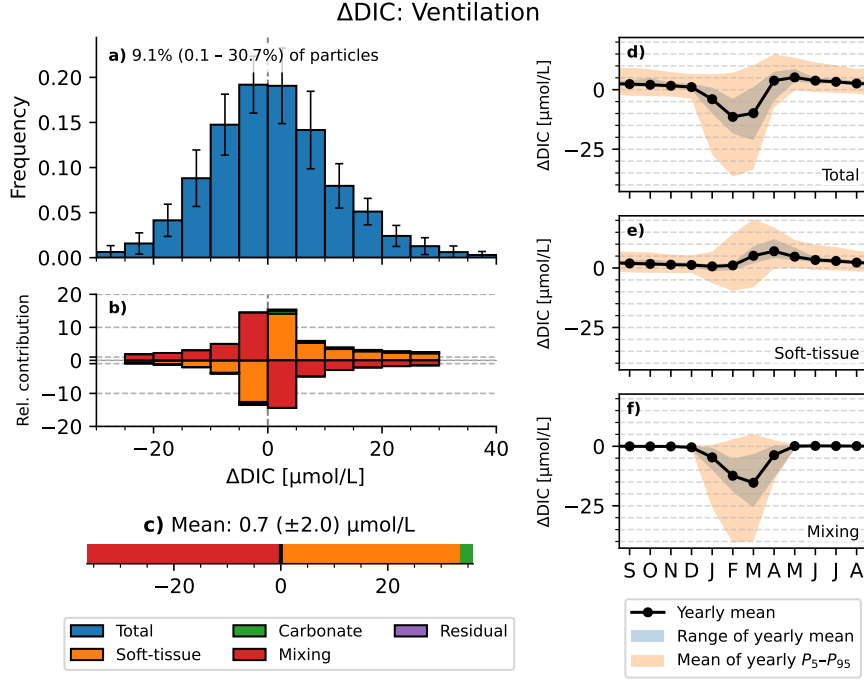 ΔDIC: Ventilation
a) 9.1% (0.1 – 30.7%) of particles
Frequency
0.20
0.15
0.10
0.05
0.00
b)
Rel. contribution
20
10
0
−10
−20
−20 0 20 40
ΔDIC [µmol/L]
c) Mean: 0.7 (±2.0) µmol/L
−20 0 20
Total
Soft-tissue
Carbonate
Mixing
Residual
d)
ΔDIC [µmol/L]
0
−25
Total
e)
ΔDIC [µmol/L]
0
−25
Soft-tissue
f)
ΔDIC [µmol/L]
0
−25
Mixing
S O N D J F M A M J J A
Yearly mean
Range of yearly mean
Mean of yearly P5–P95